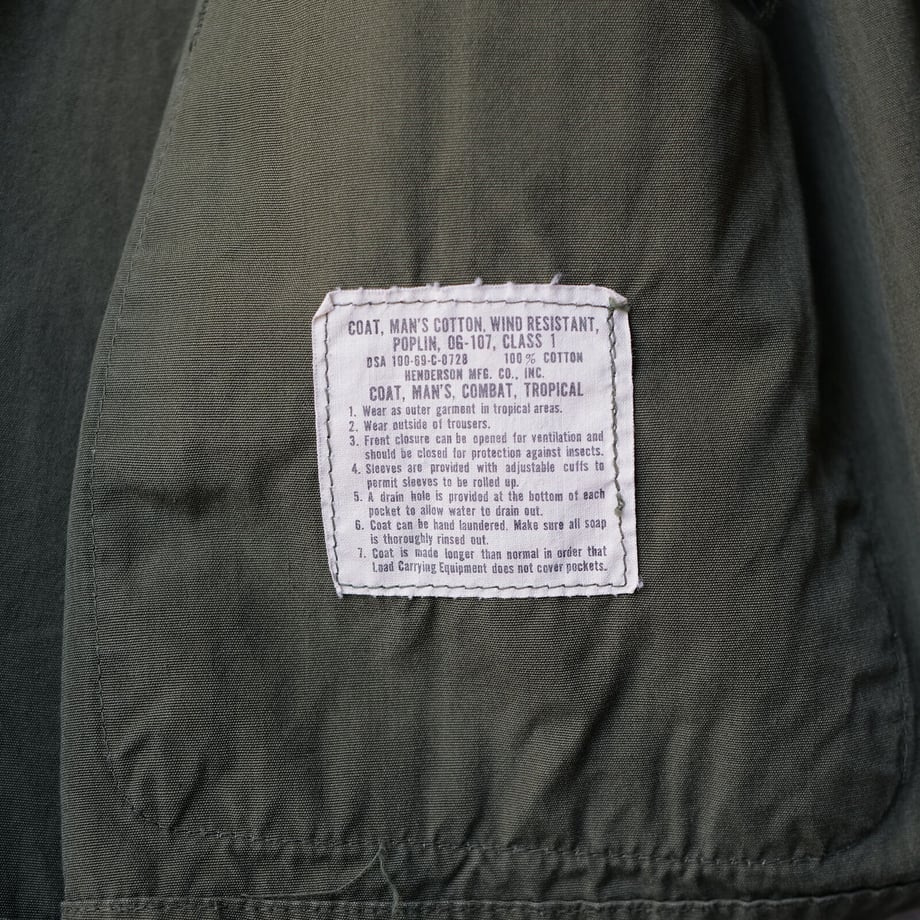 COAT, MAN'S COTTON, WIND RESISTANT,
POPLIN, OG-107, CLASS 1
DSA 100-69-C-0728 100% COTTON
HENDERSON MFG. CO., INC.
COAT, MAN'S, COMBAT, TROPICAL
1. Wear as outer garment in tropical areas.
2. Wear outside of trousers.
3. Front closure can be opened for ventilation and
should be closed for protection against insects.
4. Sleeves are provided with adjustable cuffs to
permit sleeves to be rolled up.
5. A drain hole is provided at the bottom of each
pocket to allow water to drain out.
6. Coat can be hand laundered. Make sure all soap
is thoroughly rinsed out.
7. Coat is made longer than normal in order that
Load Carrying Equipment does not cover pockets.